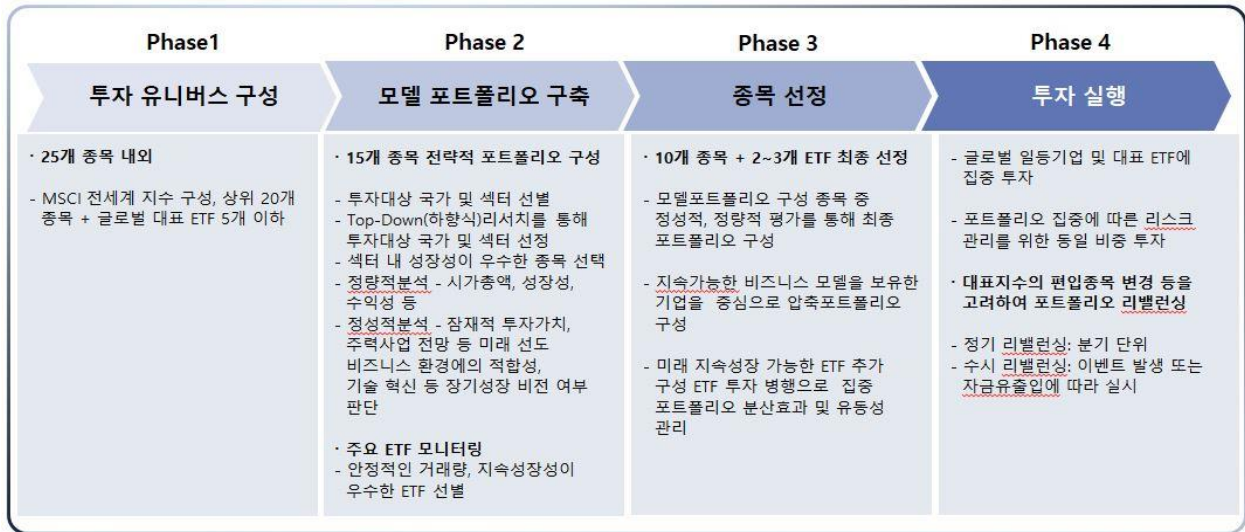 Phase1
투자 유니버스 구성
· 25개 종목 내외
- MSCI 전세계 지수 구성, 상위 20개
종목 + 글로벌 대표 ETF 5개 이하
Phase 2
모델 포트폴리오 구축
· 15개 종목 전략적 포트폴리오 구성
- 투자대상 국가 및 섹터 선별
- Top-Down(하향식)리서치를 통해
투자대상 국가 및 섹터 선정
- 섹터 내 성장성이 우수한 종목 선택
- 정량적분석 - 시가총액, 성장성,
수익성 등
- 정성적분석 - 잠재적 투자가치,
주력사업 전망 등 미래 선도
비즈니스 환경에의 적합성,
기술 혁신 등 장기성장 비전 여부
판단
· 주요 ETF 모니터링
- 안정적인 거래량, 지속성장성이
우수한 ETF 선별
Phase 3
종목 선정
· 10개 종목 + 2~3개 ETF 최종 선정
- 모델포트폴리오 구성 종목 중
정성적, 정량적 평가를 통해 최종
포트폴리오 구성
- 지속가능한 비즈니스 모델을 보유한
기업을 중심으로 압축포트폴리오
구성
- 미래 지속성장 가능한 ETF 추가
구성 ETF 투자 병행으로 집중
포트폴리오 분산효과 및 유동성
관리
Phase 4
투자 실행
- 글로벌 일등기업 및 대표 ETF에
집중 투자
- 포트폴리오 집중에 따른 리스크
관리를 위한 동일 비중 투자
· 대표지수의 편입종목 변경 등을
고려하여 포트폴리오 리밸런싱
- 정기 리밸런싱: 분기 단위
- 수시 리밸런싱: 이벤트 발생 또는
자금유출입에 따라 실시